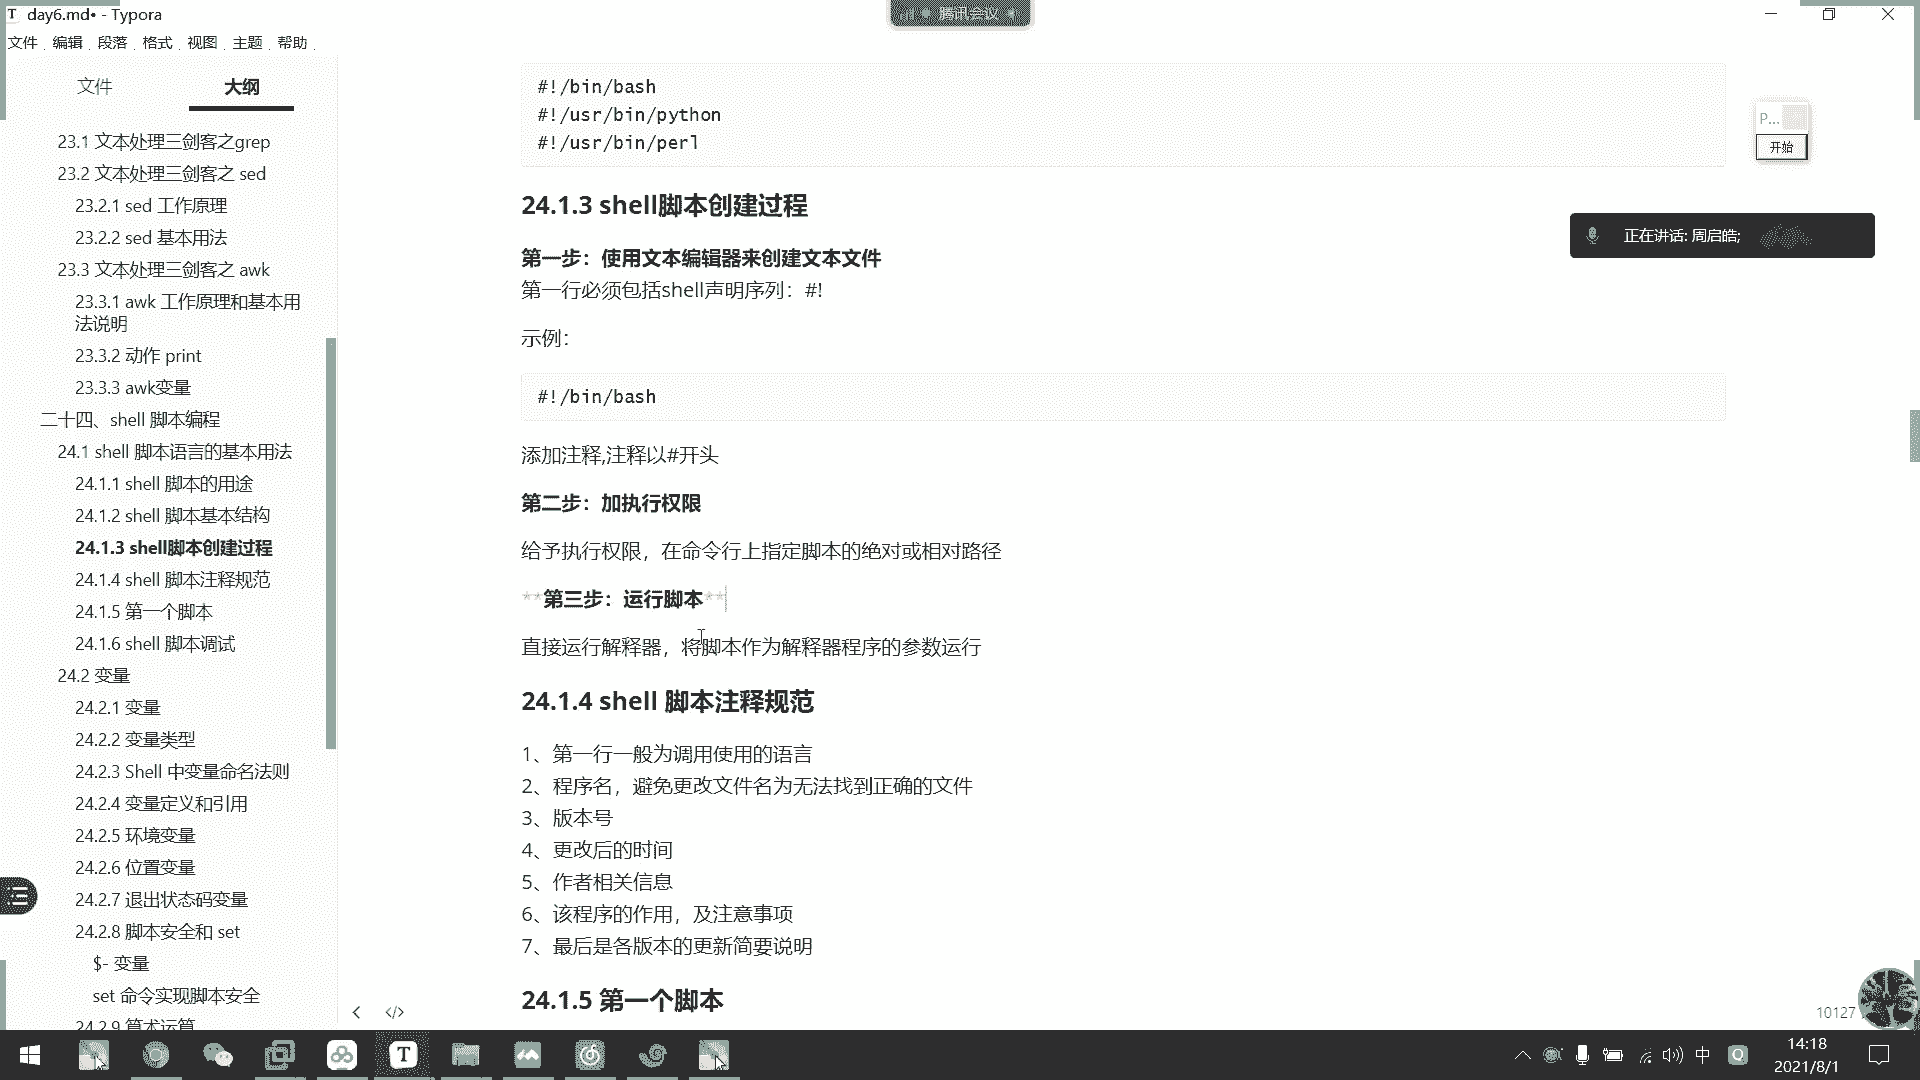 day6.md• - Typora
腾讯会议
文件 编辑 段落 格式 视图 主题 帮助
文件 大纲
23.1 文本处理三剑客之grep
23.2 文本处理三剑客之 sed
23.2.1 sed 工作原理
23.2.2 sed 基本用法
23.3 文本处理三剑客之 awk
23.3.1 awk 工作原理和基本用
法说明
23.3.2 动作 print
23.3.3 awk变量
二十四、shell 脚本编程
24.1 shell 脚本语言的基本用法
24.1.1 shell 脚本的用途
24.1.2 shell 脚本基本结构
24.1.3 shell脚本创建过程
24.1.4 shell 脚本注释规范
24.1.5 第一个脚本
24.1.6 shell 脚本调试
24.2 变量
24.2.1 变量
24.2.2 变量类型
24.2.3 Shell 中变量命名法则
24.2.4 变量定义和引用
24.2.5 环境变量
24.2.6 位置变量
24.2.7 退出状态码变量
24.2.8 脚本安全和 set
$- 变量
set 命令实现脚本安全
24.2.9 算术运算
#!/bin/bash
#!/usr/bin/python
#!/usr/bin/perl
24.1.3 shell脚本创建过程
第一步：使用文本编辑器来创建文本文件
第一行必须包括shell声明序列：#!
示例：
#!/bin/bash
添加注释,注释以#开头
第二步：加执行权限
给予执行权限，在命令行上指定脚本的绝对或相对路径
**第三步：运行脚本**
直接运行解释器，将脚本作为解释器程序的参数运行
24.1.4 shell 脚本注释规范
1、第一行一般为调用使用的语言
2、程序名，避免更改文件名为无法找到正确的文件
3、版本号
4、更改后的时间
5、作者相关信息
6、该程序的作用，及注意事项
7、最后是各版本的更新简要说明
24.1.5 第一个脚本
P...
开始
正在讲话: 周启皓;
10127
中
14:18
2021/8/1